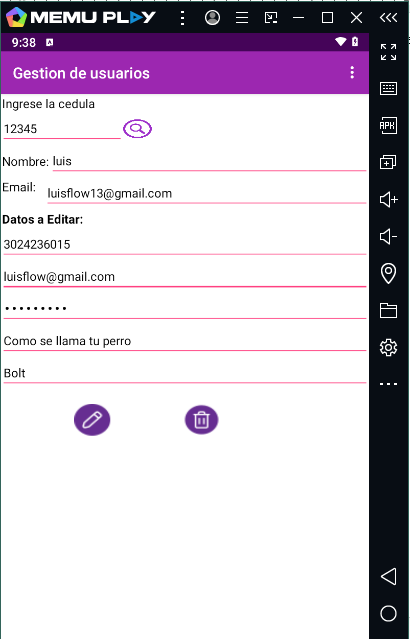 MEMU PLAY
9:38
Gestion de usuarios
Ingrese la cedula
12345
Nombre: luis
Email: luisflow13@gmail.com
Datos a Editar:
3024236015
luisflow@gmail.com
•••••••••
Como se llama tu perro
Bolt
APK